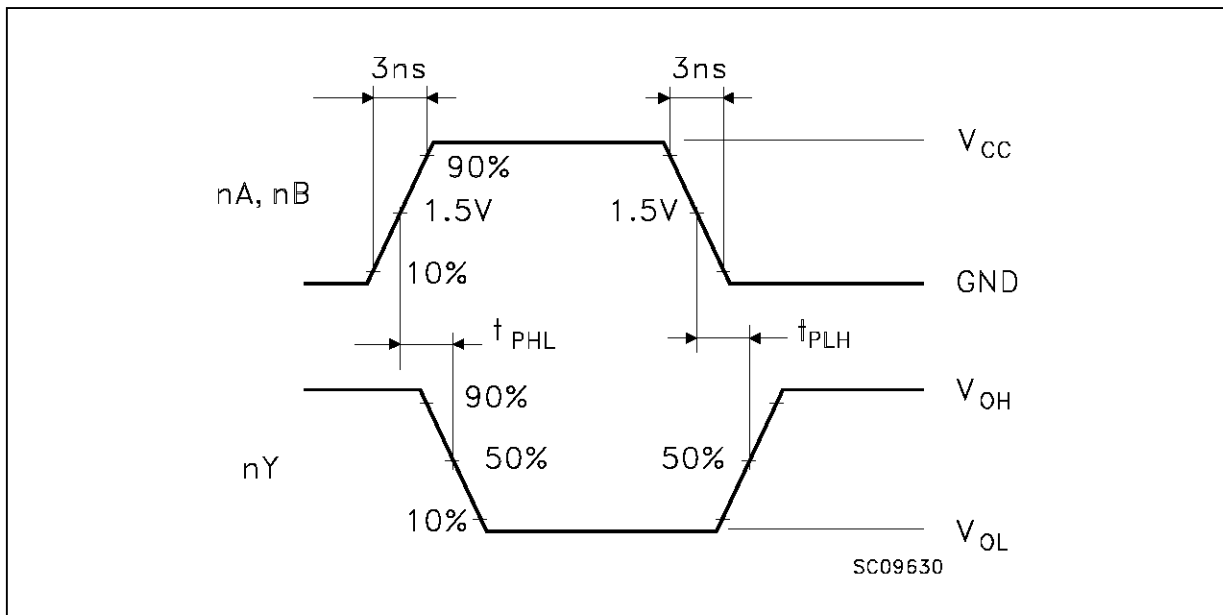 3ns 3ns
V_CC
90%
nA, nB
1.5V 1.5V
10%
GND
t_PHL t_PLH
90%
V_OH
50% 50%
nY
10%
V_OL
SC09630